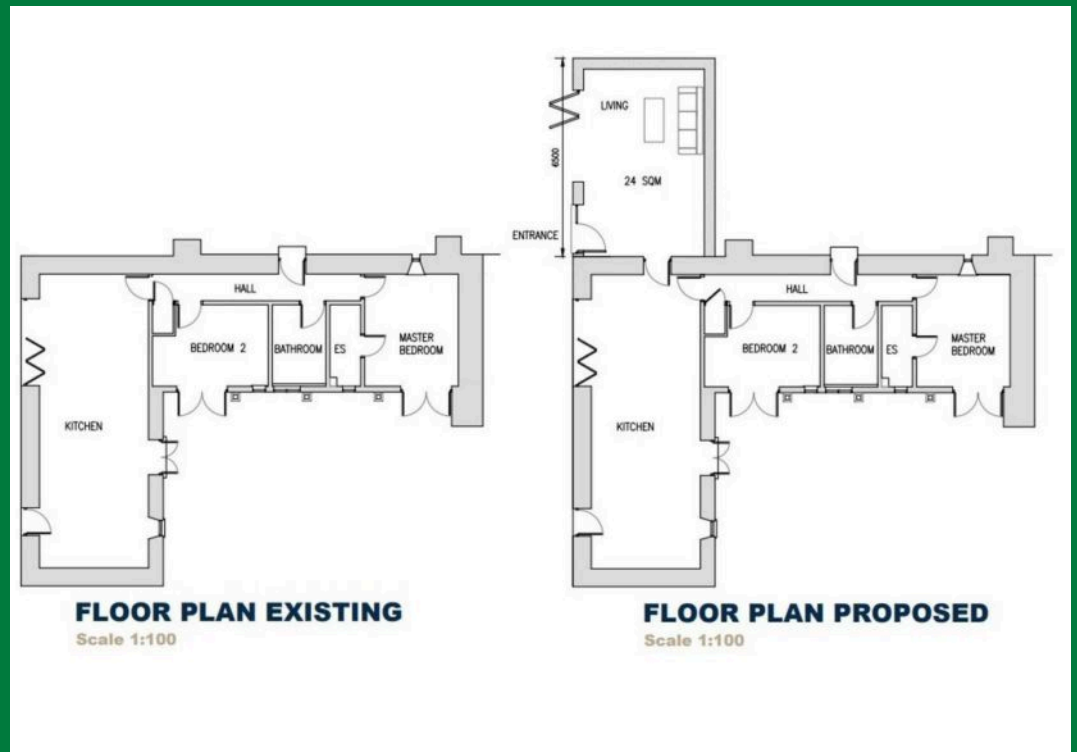 HALL
BEDROOM 2
BATHROOM
ES
MASTER
BEDROOM
KITCHEN
FLOOR PLAN EXISTING
Scale 1:100
LIVING
6500
24 SQM
ENTRANCE
HALL
BEDROOM 2
BATHROOM
ES
MASTER
BEDROOM
KITCHEN
FLOOR PLAN PROPOSED
Scale 1:100